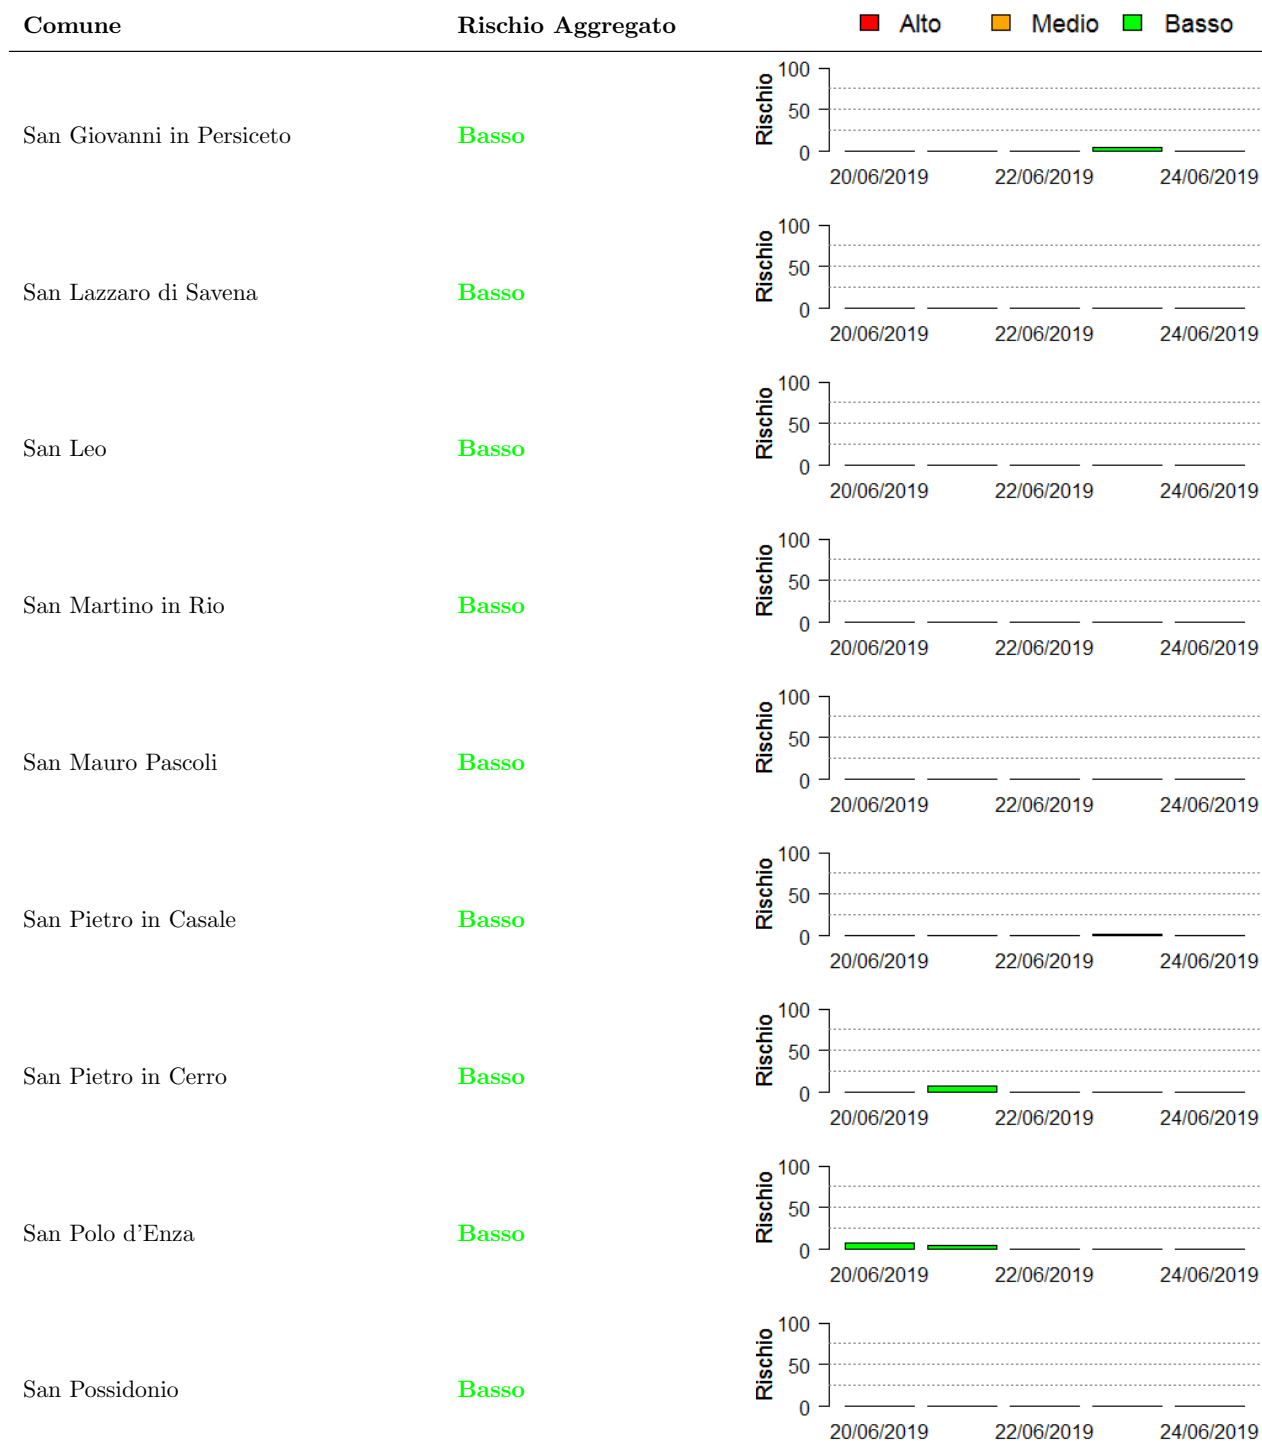 Comune Rischio Aggregato Alto Medio Basso
100
50
0
Rischio
San Giovanni in Persiceto Basso
20/06/2019 22/06/2019 24/06/2019
100
50
0
Rischio
San Lazzaro di Savena Basso
20/06/2019 22/06/2019 24/06/2019
100
50
0
Rischio
San Leo Basso
20/06/2019 22/06/2019 24/06/2019
100
50
0
Rischio
San Martino in Rio Basso
20/06/2019 22/06/2019 24/06/2019
100
50
0
Rischio
San Mauro Pascoli Basso
20/06/2019 22/06/2019 24/06/2019
100
50
0
Rischio
San Pietro in Casale Basso
20/06/2019 22/06/2019 24/06/2019
100
50
0
Rischio
San Pietro in Cerro Basso
20/06/2019 22/06/2019 24/06/2019
100
50
0
Rischio
San Polo d'Enza Basso
20/06/2019 22/06/2019 24/06/2019
100
50
0
Rischio
San Possidonio Basso
20/06/2019 22/06/2019 24/06/2019